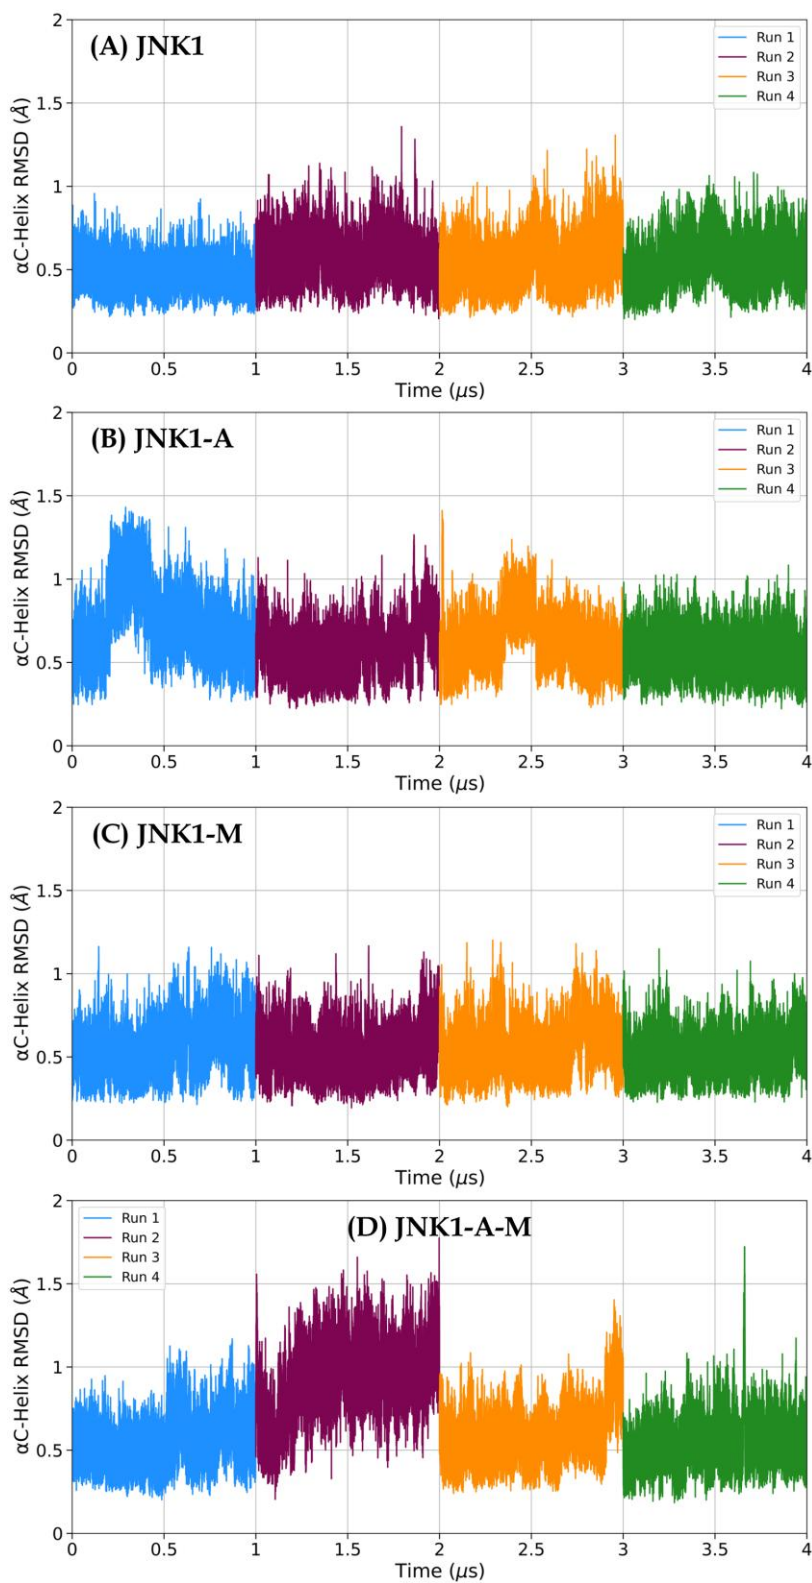 (A) JNK1
Run 1
Run 2
Run 3
Run 4
αC-Helix RMSD (Å)
2
1.5
1
0.5
0
0 0.5 1 1.5 2 2.5 3 3.5 4
Time (μs)
(B) JNK1-A
Run 1
Run 2
Run 3
Run 4
αC-Helix RMSD (Å)
2
1.5
1
0.5
0
0 0.5 1 1.5 2 2.5 3 3.5 4
Time (μs)
(C) JNK1-M
Run 1
Run 2
Run 3
Run 4
αC-Helix RMSD (Å)
2
1.5
1
0.5
0
0 0.5 1 1.5 2 2.5 3 3.5 4
Time (μs)
Run 1
Run 2
Run 3
Run 4
(D) JNK1-A-M
αC-Helix RMSD (Å)
2
1.5
1
0.5
0
0 0.5 1 1.5 2 2.5 3 3.5 4
Time (μs)